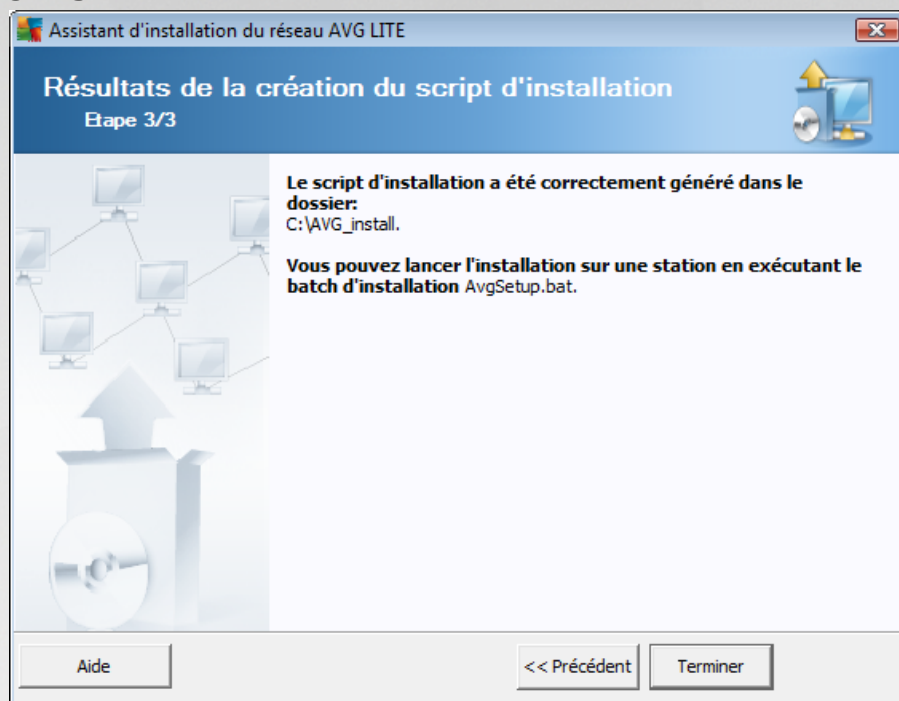 Assistant d'installation du réseau AVG LITE
Résultats de la création du script d'installation
Etape 3/3
Le script d'installation a été correctement généré dans le
dossier:
C:\AVG_install.
Vous pouvez lancer l'installation sur une station en exécutant le
batch d'installation AvgSetup.bat.
Aide
<< Précédent
Terminer